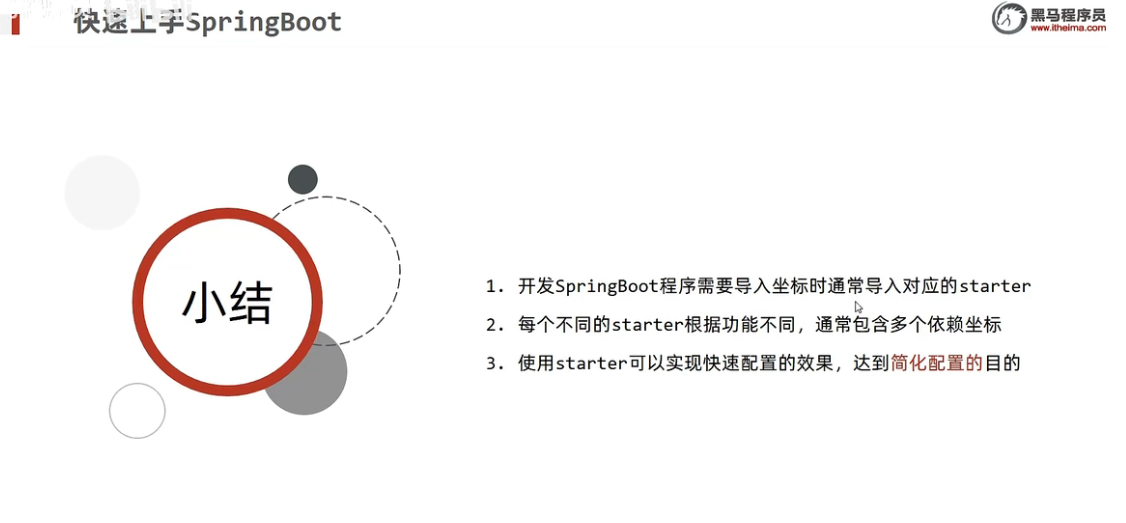 快速上手SpringBoot
黑马程序员
www.itheima.com
小结
1. 开发SpringBoot程序需要导入坐标时通常导入对应的starter
2. 每个不同的starter根据功能不同，通常包含多个依赖坐标
3. 使用starter可以实现快速配置的效果，达到简化配置的目的